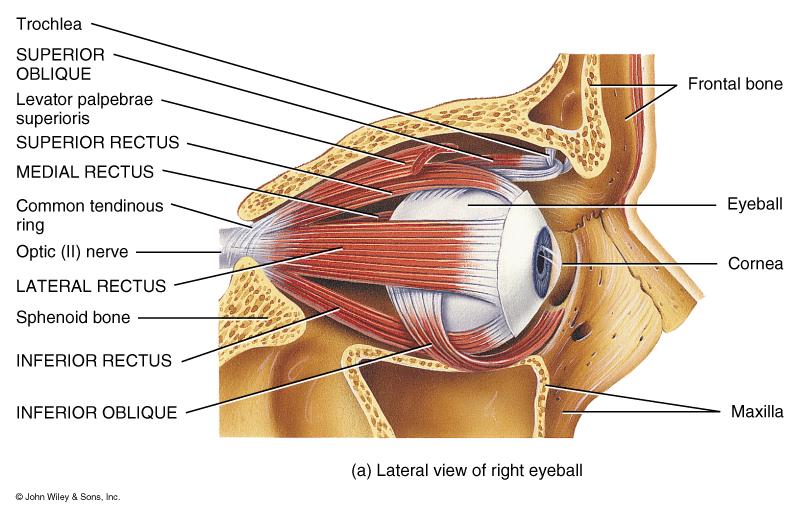 Trochlea
SUPERIOR
OBLIQUE
Levator palpebrae
superioris
SUPERIOR RECTUS
MEDIAL RECTUS
Common tendinous
ring
Optic (II) nerve
LATERAL RECTUS
Sphenoid bone
INFERIOR RECTUS
INFERIOR OBLIQUE
Frontal bone
Eyeball
Cornea
Maxilla
(a) Lateral view of right eyeball
© John Wiley & Sons, Inc.